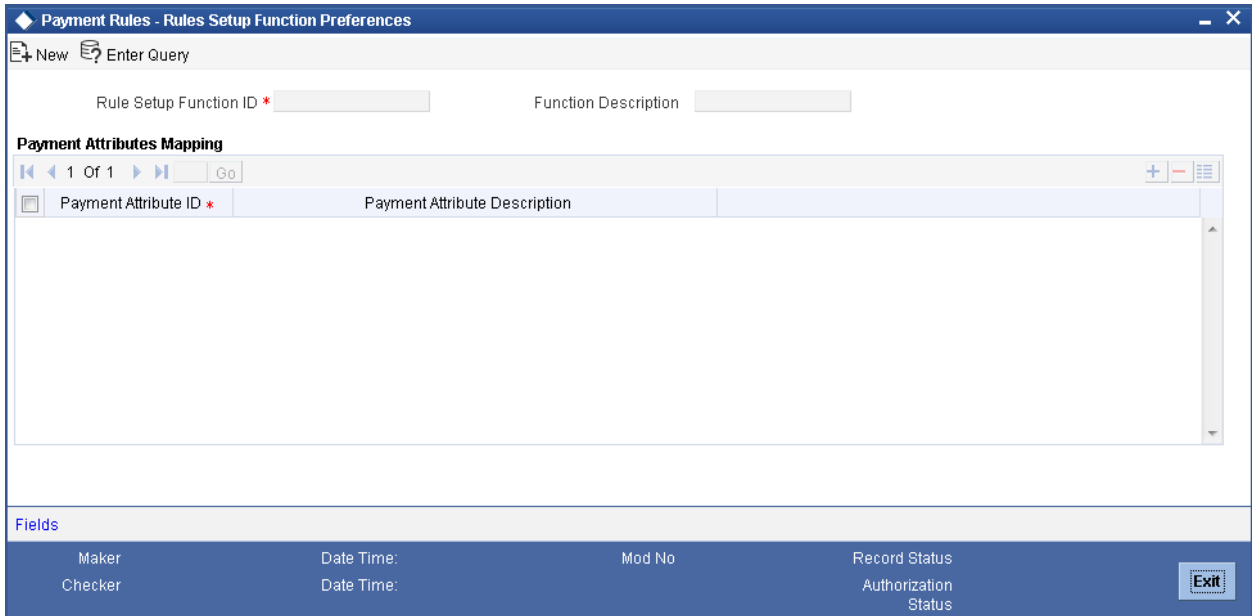 Payment Rules - Rules Setup Function Preferences
New Enter Query
Rule Setup Function ID * Function Description
Payment Attributes Mapping
1 Of 1 Go
Payment Attribute ID * Payment Attribute Description
Fields
Maker Date Time: Mod No Record Status
Checker Date Time: Authorization Status
Exit